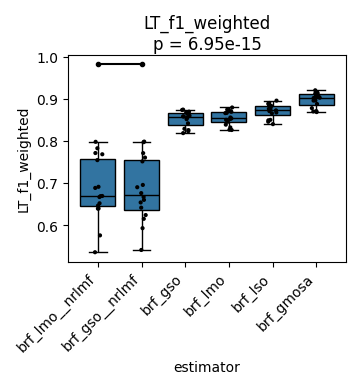 LT_f1_weighted
p = 6.95e-15
LT_f1_weighted
1.0
0.9
0.8
0.7
0.6
brf_lmo__nrlmf
brf_gso__nrlmf
brf_gso
brf_lmo
brf_lso
brf_gmosa
estimator